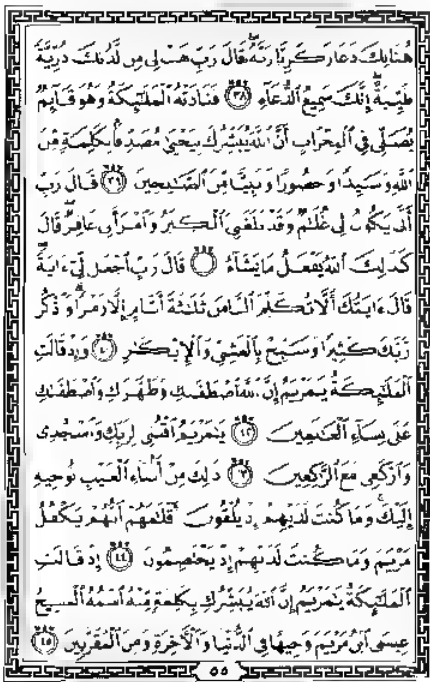 هُنَالِكَ دَعَا زَكَرِيَّا رَبَّهُۥ قَالَ رَبِّ هَبْ لِى مِن لَّدُنكَ ذُرِّيَّةً
طَيِّبَةً إِنَّكَ سَمِيعُ ٱلدُّعَآءِ ﴿٣٨﴾ فَنَادَتْهُ ٱلْمَلَٰٓئِكَةُ وَهُوَ قَآئِمٌ
يُصَلِّى فِى ٱلْمِحْرَابِ أَنَّ ٱللَّهَ يُبَشِّرُكَ بِيَحْيَىٰ مُصَدِّقًۢا بِكَلِمَةٍ مِّنَ
ٱللَّهِ وَسَيِّدًا وَحَصُورًا وَنَبِيًّا مِّنَ ٱلصَّٰلِحِينَ ﴿٣٩﴾ قَالَ رَبِّ
أَنَّىٰ يَكُونُ لِى غُلَٰمٌ وَقَدْ بَلَغَنِىَ ٱلْكِبَرُ وَٱمْرَأَتِى عَاقِرٌ قَالَ
كَذَٰلِكَ ٱللَّهُ يَفْعَلُ مَا يَشَآءُ قَالَ رَبِّ ٱجْعَل لِّىٓ ءَايَةً
قَالَ ءَايَتُكَ أَلَّا تُكَلِّمَ ٱلنَّاسَ ثَلَٰثَةَ أَيَّامٍ إِلَّا رَمْزًا وَٱذْكُر
رَّبَّكَ كَثِيرًا وَسَبِّحْ بِٱلْعَشِىِّ وَٱلْإِبْكَٰرِ وَإِذْ قَالَتِ
ٱلْمَلَٰٓئِكَةُ يَٰمَرْيَمُ إِنَّ ٱللَّهَ ٱصْطَفَىٰكِ وَطَهَّرَكِ وَٱصْطَفَىٰكِ
عَلَىٰ نِسَآءِ ٱلْعَٰلَمِينَ ﴿٤٢﴾ يَٰمَرْيَمُ ٱقْنُتِى لِرَبِّكِ وَٱسْجُدِى
وَٱرْكَعِى مَعَ ٱلرَّٰكِعِينَ ذَٰلِكَ مِنْ أَنۢبَآءِ ٱلْغَيْبِ نُوحِيهِ
إِلَيْكَ وَمَا كُنتَ لَدَيْهِمْ إِذْ يُلْقُونَ أَقْلَٰمَهُمْ أَيُّهُمْ يَكْفُلُ
مَرْيَمَ وَمَا كُنتَ لَدَيْهِمْ إِذْ يَخْتَصِمُونَ ﴿٤٤﴾ إِذْ قَالَتِ
ٱلْمَلَٰٓئِكَةُ يَٰمَرْيَمُ إِنَّ ٱللَّهَ يُبَشِّرُكِ بِكَلِمَةٍ مِّنْهُ ٱسْمُهُ ٱلْمَسِيحُ
عِيسَى ٱبْنُ مَرْيَمَ وَجِيهًا فِى ٱلدُّنْيَا وَٱلْءَاخِرَةِ وَمِنَ ٱلْمُقَرَّبِينَ ﴿٤٥﴾
٥٥